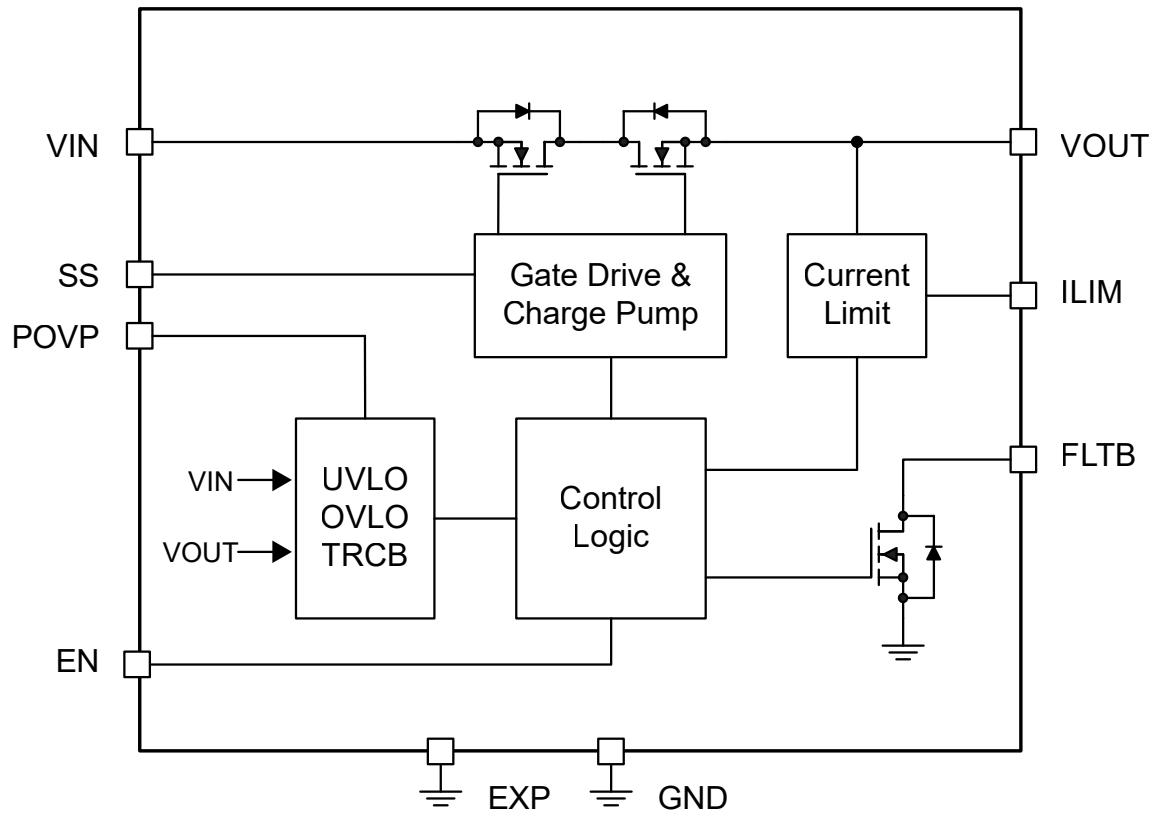 VIN
VOUT
SS
Gate Drive &
Charge Pump
Current
Limit
ILIM
POVP
FLTB
VIN
VOUT
UVLO
OVLO
TRCB
Control
Logic
EN
EXP
GND